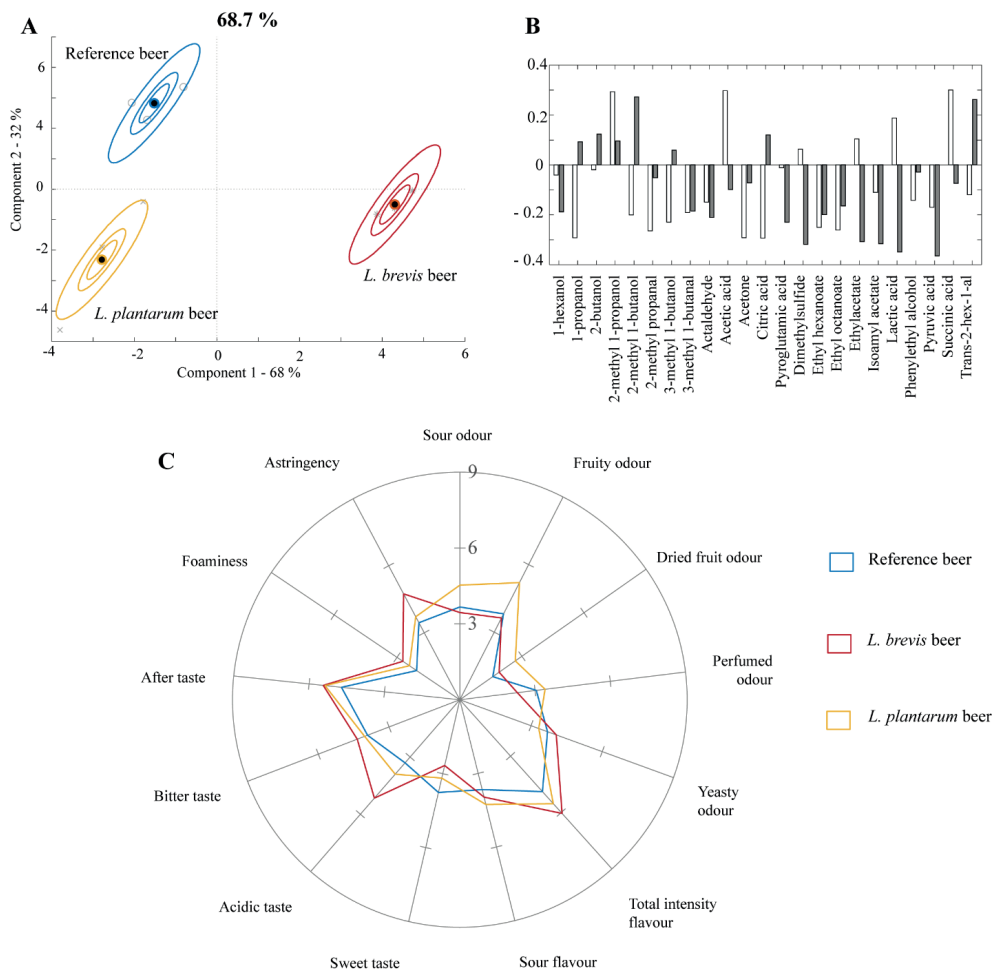 A
68.7 %
Reference beer
6
4
2
0
-2
-4
Component 2 - 32 %
L. brevis beer
L. plantarum beer
-4
-2
0
2
4
6
Component 1 - 68 %
B
0.4
0.2
0
- 0.2
- 0.4
1-hexanol
1-propanol
2-butanol
2-methyl 1-propanol
2-methyl 1-butanol
2-methyl propanal
3-methyl 1-butanol
3-methyl 1-butanal
Actaldehyde
Acetic acid
Acetone
Citric acid
Pyroglutamic acid
Dimethylsulfide
Ethyl hexanoate
Ethyl octanoate
Ethylacetate
Isoamyl acetate
Lactic acid
Phenylethyl alcohol
Pyruvic acid
Succinic acid
Trans-2-hex-1-al
C
Sour odour
Fruity odour
Dried fruit odour
Perfumed
odour
Yeasty
odour
Total intensity
flavour
Sour flavour
Sweet taste
Acidic taste
Bitter taste
After taste
Foaminess
Astringency
9
6
3
Reference beer
L. brevis beer
L. plantarum beer